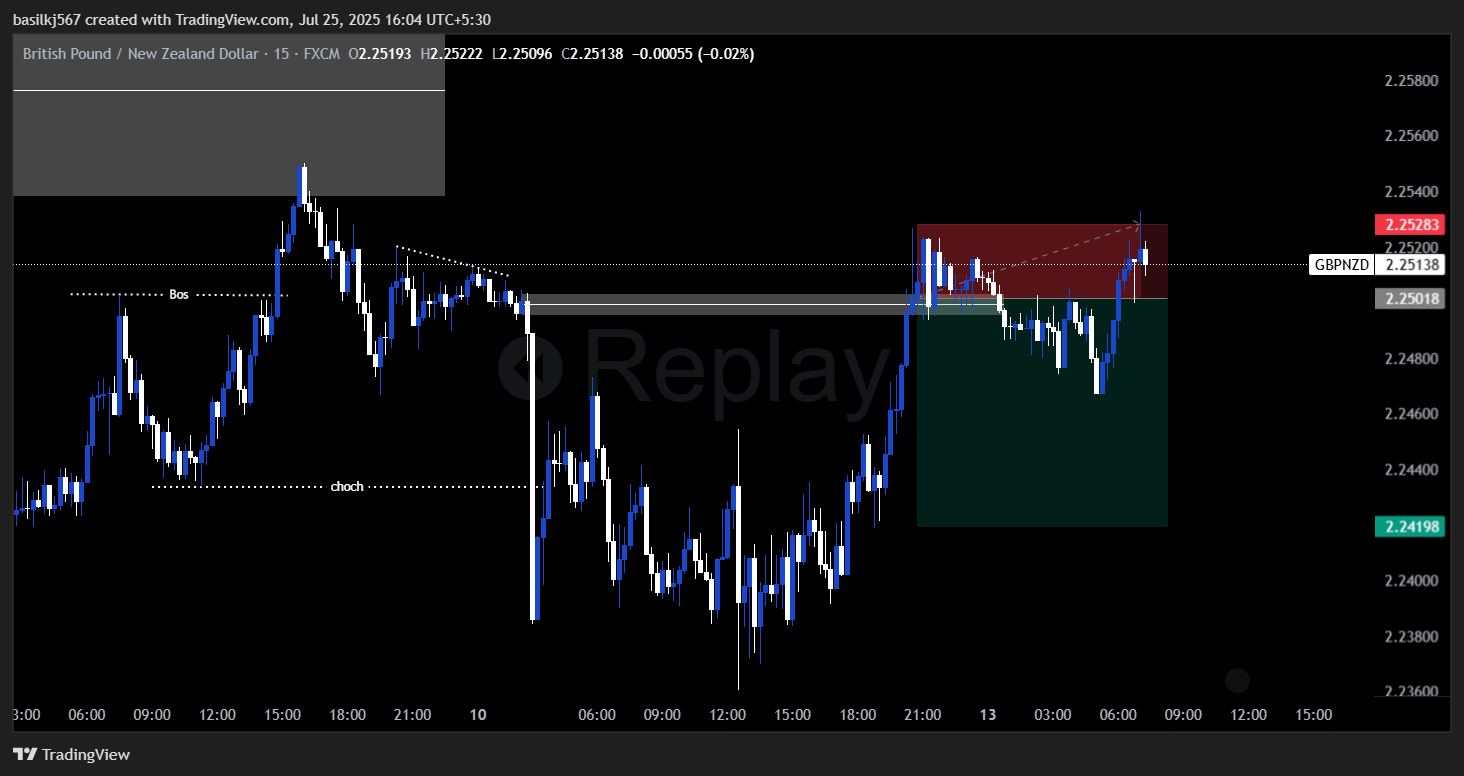 basilkj567 created with TradingView.com, Jul 25, 2025 16:04 UTC+5:30
British Pound / New Zealand Dollar · 15 · FXCM O2.25193 H2.25222 L2.25096 C2.25138 −0.00055 (−0.02%)
2.25800
2.25600
2.25400
2.25283
2.25200
GBPNZD 2.25138
Bos
2.25018
Replay
2.24800
2.24600
2.24400
choch
2.24198
2.24000
2.23800
2.23600
3:00 06:00 09:00 12:00 15:00 18:00 21:00 10 06:00 09:00 12:00 15:00 18:00 21:00 13 03:00 06:00 09:00 12:00 15:00
TradingView